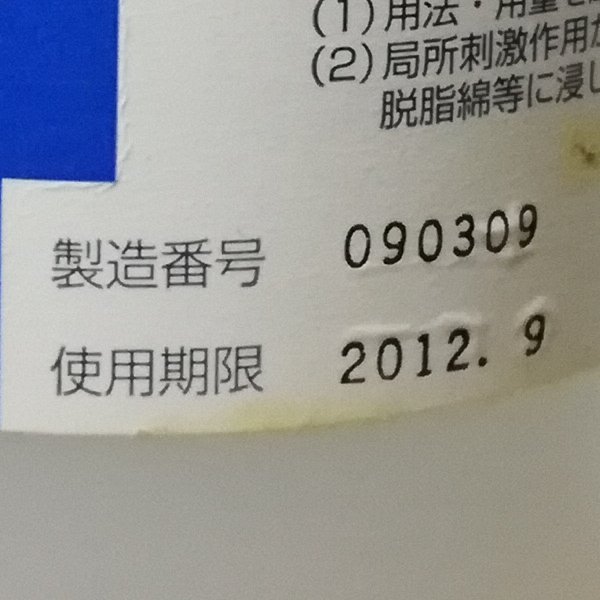 (1)用法・用量を
(2)局所刺激作用が
脱脂綿等に浸し
製造番号 090309
使用期限 2012. 9